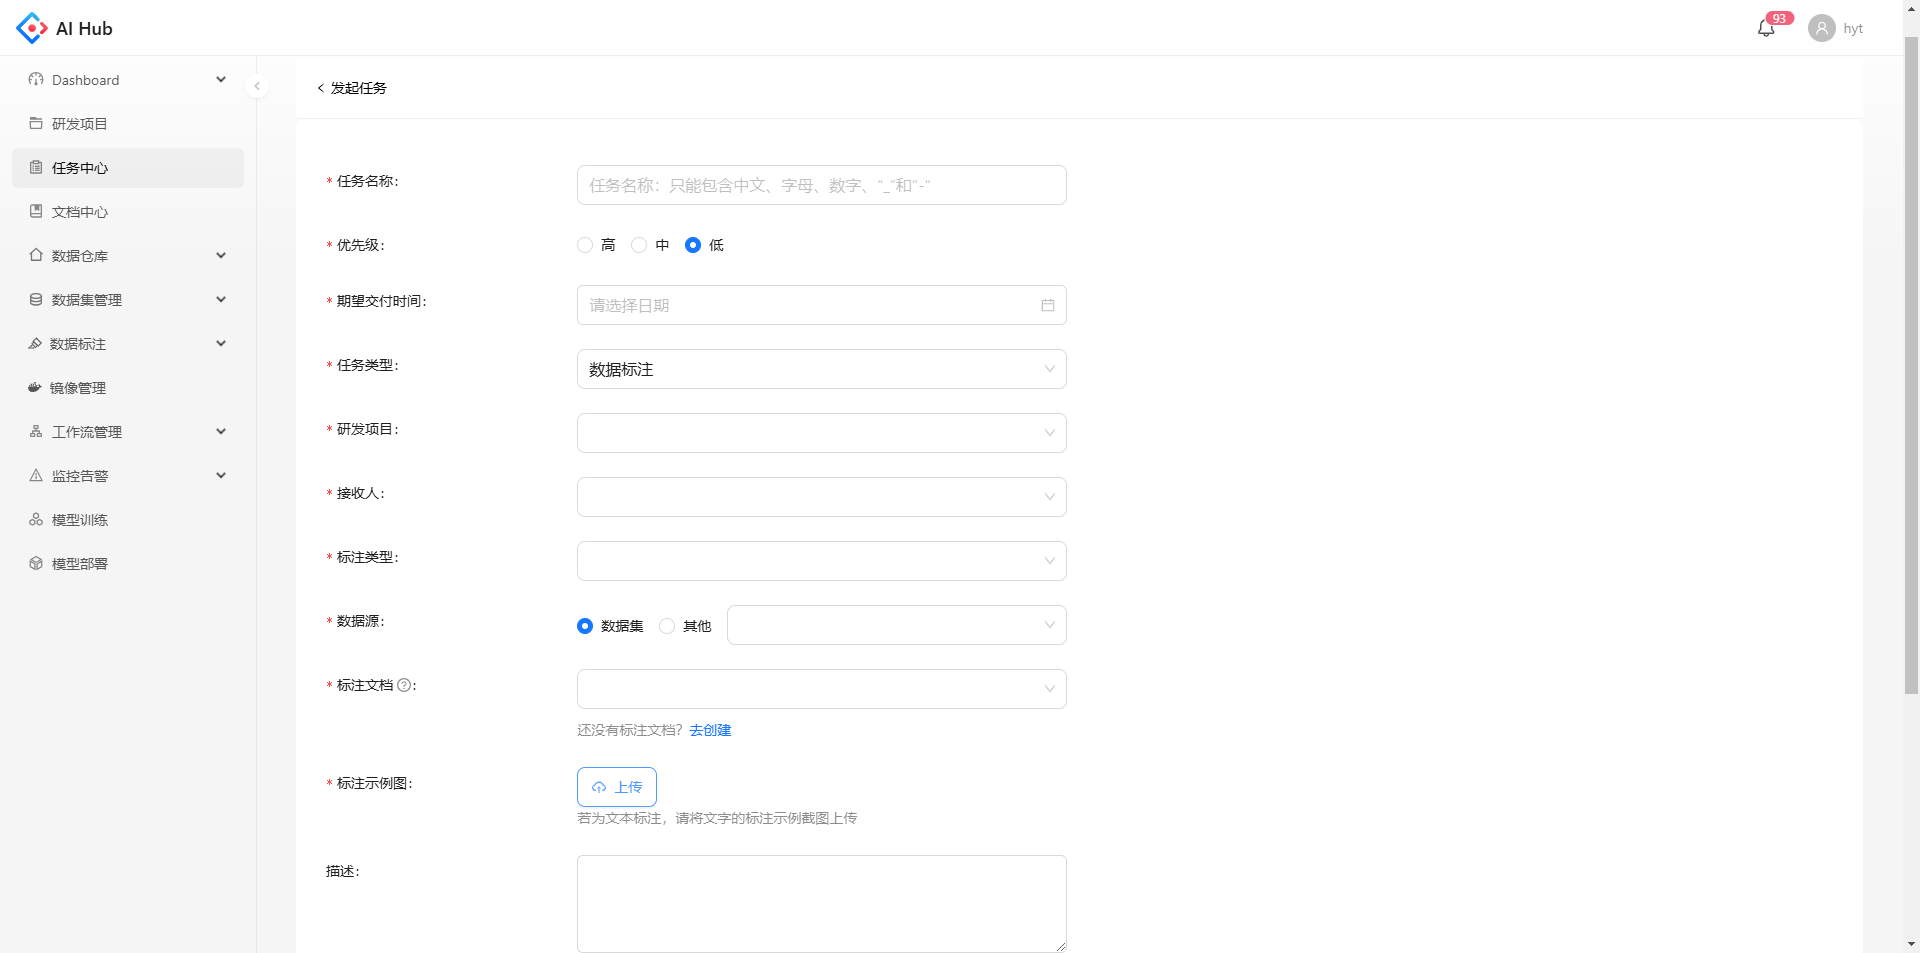 AI Hub
93
hyt
Dashboard
研发项目
任务中心
文档中心
数据仓库
数据集管理
数据标注
镜像管理
工作流管理
监控告警
模型训练
模型部署
< 发起任务
* 任务名称:
任务名称：只能包含中文、字母、数字、"_"和"-"
* 优先级:
高 中 低
* 期望交付时间:
请选择日期
* 任务类型:
数据标注
* 研发项目:
* 接收人:
* 标注类型:
* 数据源:
数据集 其他
* 标注文档 ? :
还没有标注文档？去创建
* 标注示例图:
上传
若为文本标注，请将文字的标注示例截图上传
描述: